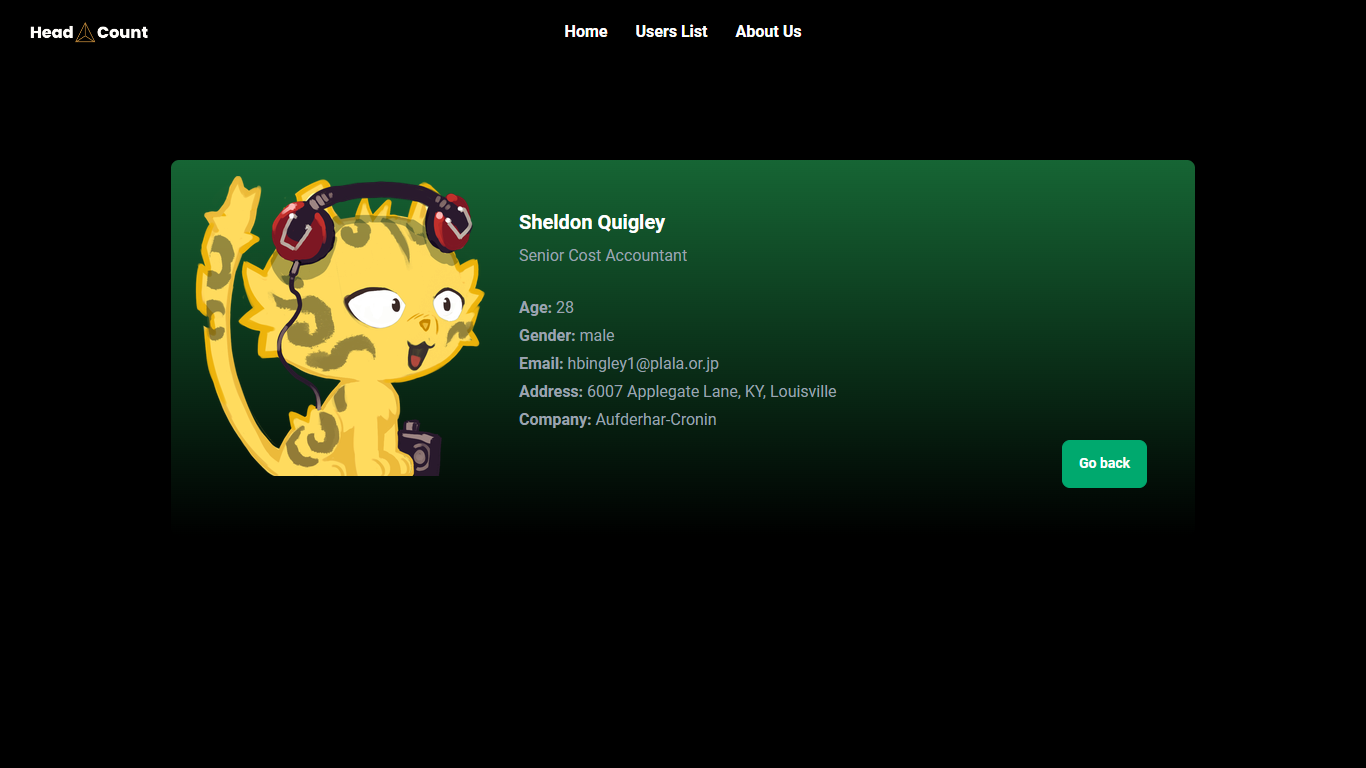 Head Count
Home
Users List
About Us
Sheldon Quigley
Senior Cost Accountant
Age: 28
Gender: male
Email: hbingley1@plala.or.jp
Address: 6007 Applegate Lane, KY, Louisville
Company: Aufderhar-Cronin
Go back